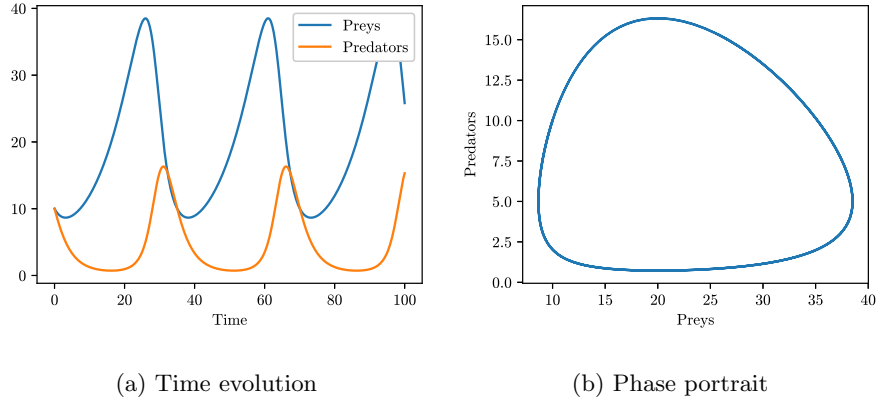 40
30
20
10
0
Preys
Predators
0 20 40 60 80 100
Time
15.0
12.5
10.0
7.5
5.0
2.5
0.0
Predators
10 15 20 25 30 35 40
Preys
(a) Time evolution
(b) Phase portrait